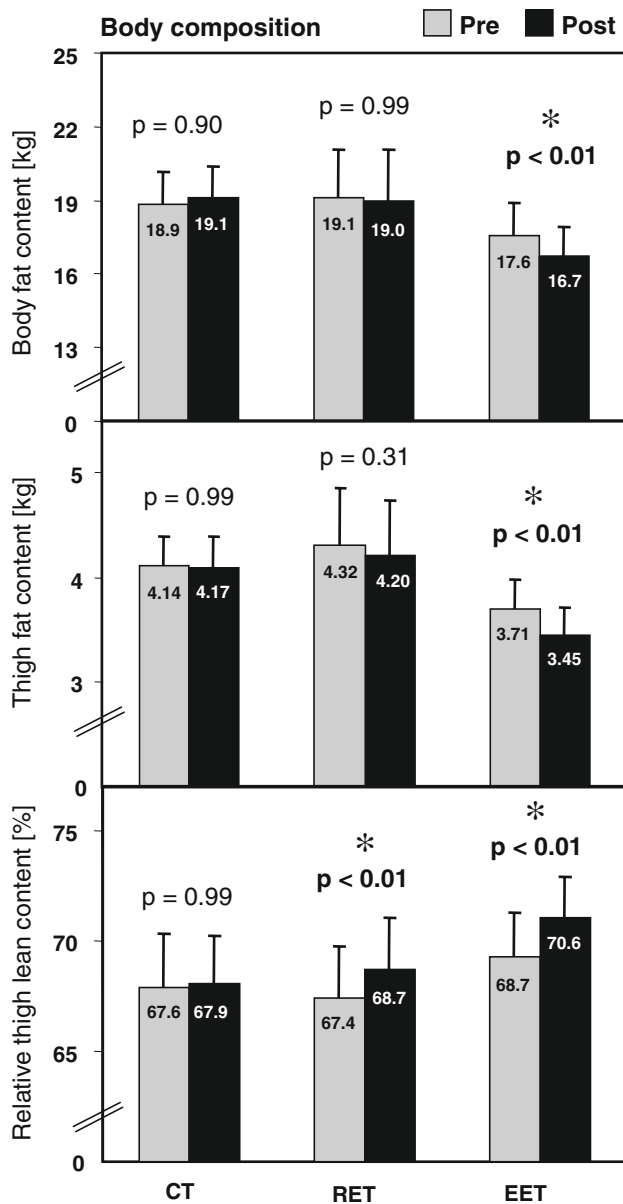 Body composition
Pre
Post
Body fat content [kg]
25
22
19
16
13
0
p = 0.90
p = 0.99
*
p < 0.01
18.9
19.1
19.1
19.0
17.6
16.7
Thigh fat content [kg]
5
4
3
0
p = 0.99
p = 0.31
*
p < 0.01
4.14
4.17
4.32
4.20
3.71
3.45
Relative thigh lean content [%]
75
70
65
0
p = 0.99
*
p < 0.01
*
p < 0.01
67.6
67.9
67.4
68.7
68.7
70.6
CT
RET
EET